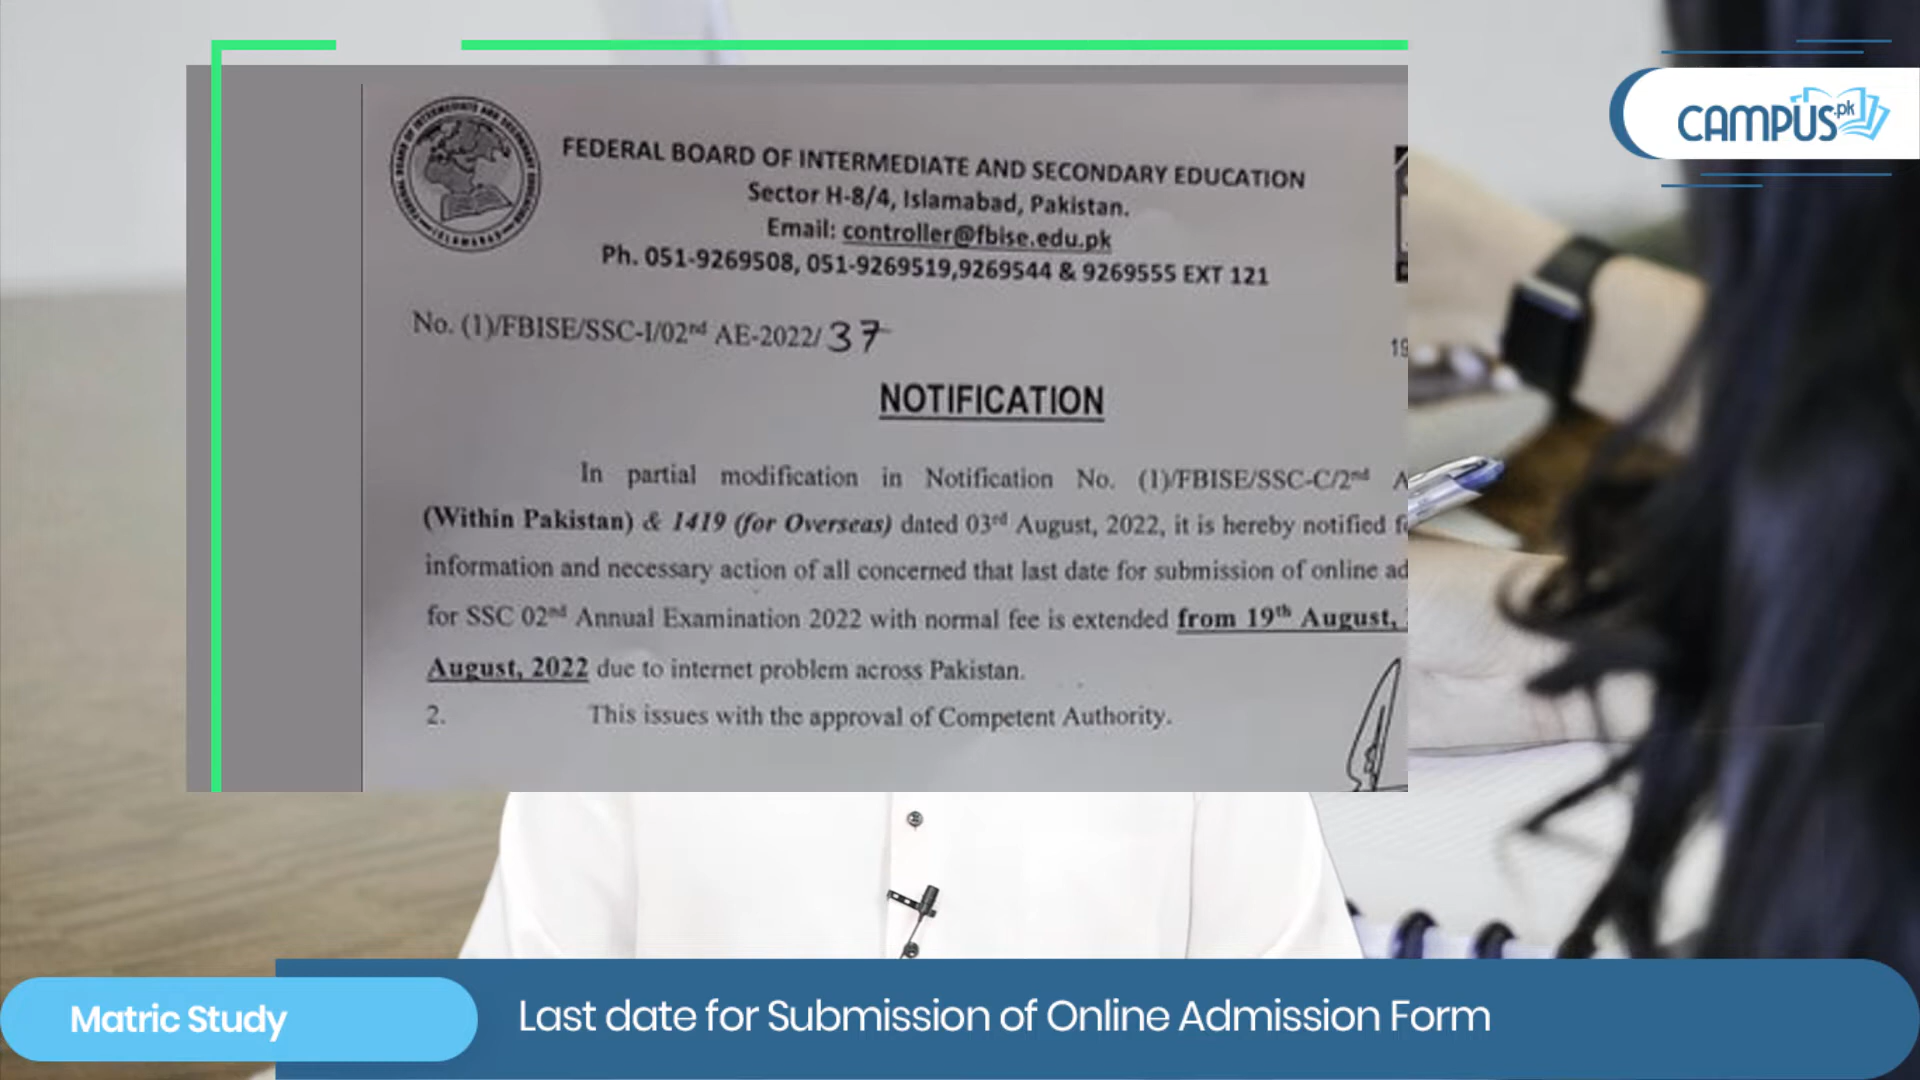 CAMPUS.pk
FEDERAL BOARD OF INTERMEDIATE AND SECONDARY EDUCATION
Sector H-8/4, Islamabad, Pakistan.
Email: controller@fbise.edu.pk
Ph. 051-9269508, 051-9269519,9269544 & 9269555 EXT 121
No. (1)/FBISE/SSC-I/02nd AE-2022/37
19
NOTIFICATION
In partial modification in Notification No. (1)/FBISE/SSC-C/2nd A
(Within Pakistan) & 1419 (for Overseas) dated 03rd August, 2022, it is hereby notified f
information and necessary action of all concerned that last date for submission of online ad
for SSC 02nd Annual Examination 2022 with normal fee is extended from 19th August,
August, 2022 due to internet problem across Pakistan.
2. This issues with the approval of Competent Authority.
Matric Study
Last date for Submission of Online Admission Form